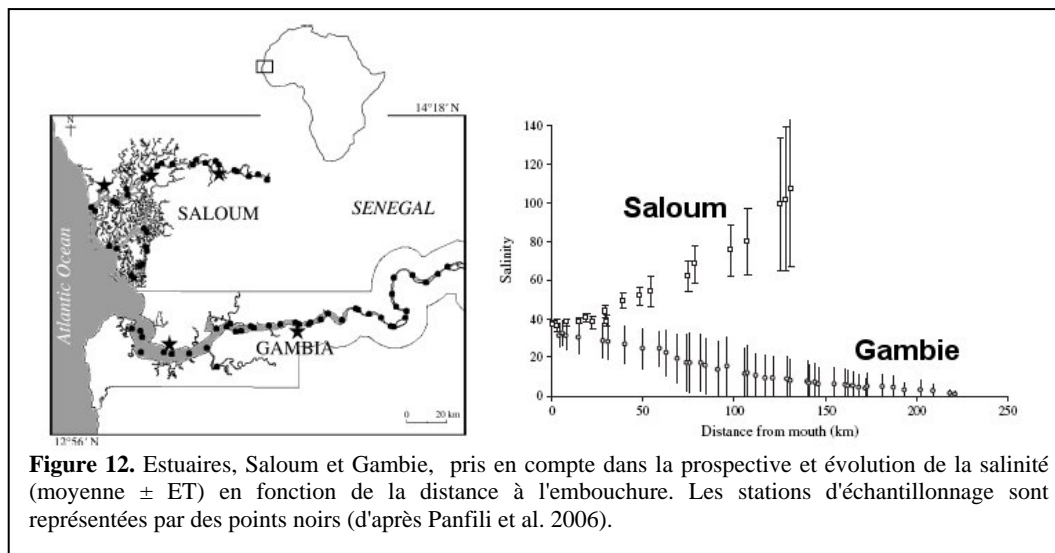 14°18' N
N
SALOUM
SENEGAL
Atlantic Ocean
GAMBIA
0 20 km
12°56' N
140
120
100
80
60
40
20
0
Salinity
Saloum
Gambie
0 50 100 150 200 250
Distance from mouth (km)
Figure 12. Estuaires, Saloum et Gambie, pris en compte dans la prospective et évolution de la salinité
(moyenne ± ET) en fonction de la distance à l'embouchure. Les stations d'échantillonnage sont
représentées par des points noirs (d'après Panfili et al. 2006).